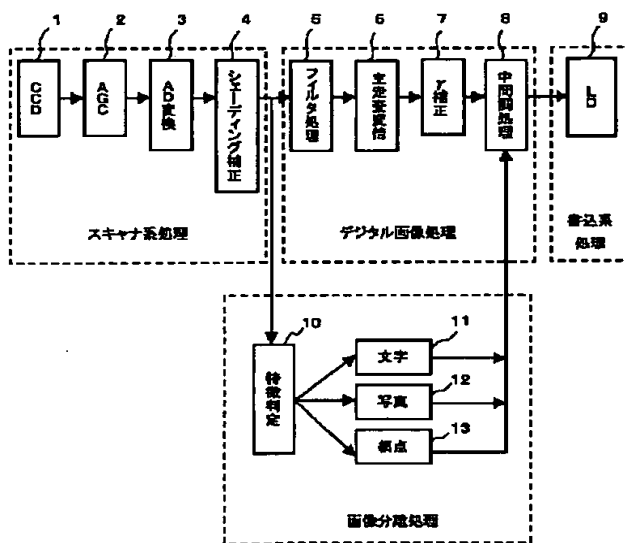 1
2
3
4
5
6
7
8
9
CCD
AGC
AD変換
シェーディング補正
フィルタ処理
主走査変倍
γ補正
中間調処理
LD
スキャナ系処理
デジタル画像処理
書込系
処理
10
特徴判定
11
文字
12
写真
13
網点
画像分離処理